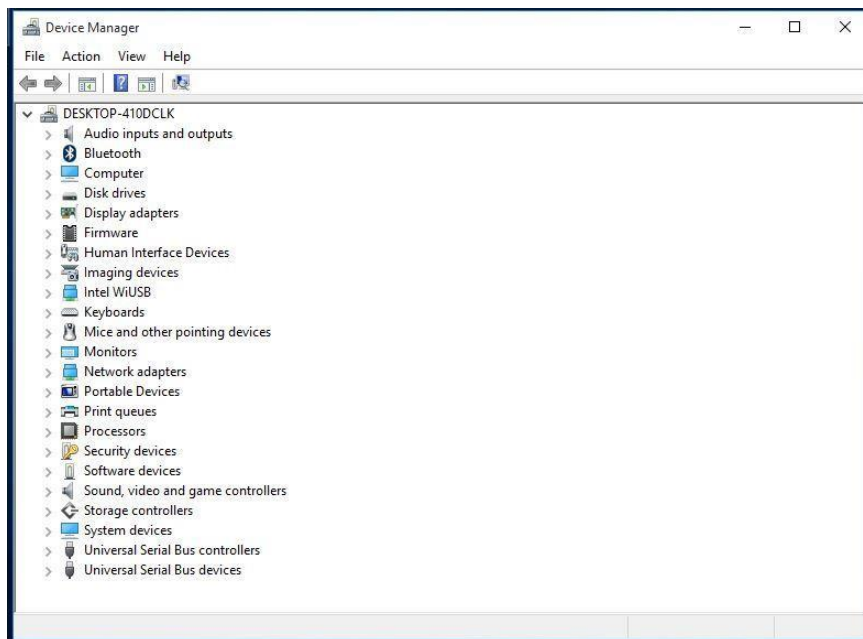 Device Manager
File Action View Help
DESKTOP-410DCLK
Audio inputs and outputs
Bluetooth
Computer
Disk drives
Display adapters
Firmware
Human Interface Devices
Imaging devices
Intel WiUSB
Keyboards
Mice and other pointing devices
Monitors
Network adapters
Portable Devices
Print queues
Processors
Security devices
Software devices
Sound, video and game controllers
Storage controllers
System devices
Universal Serial Bus controllers
Universal Serial Bus devices